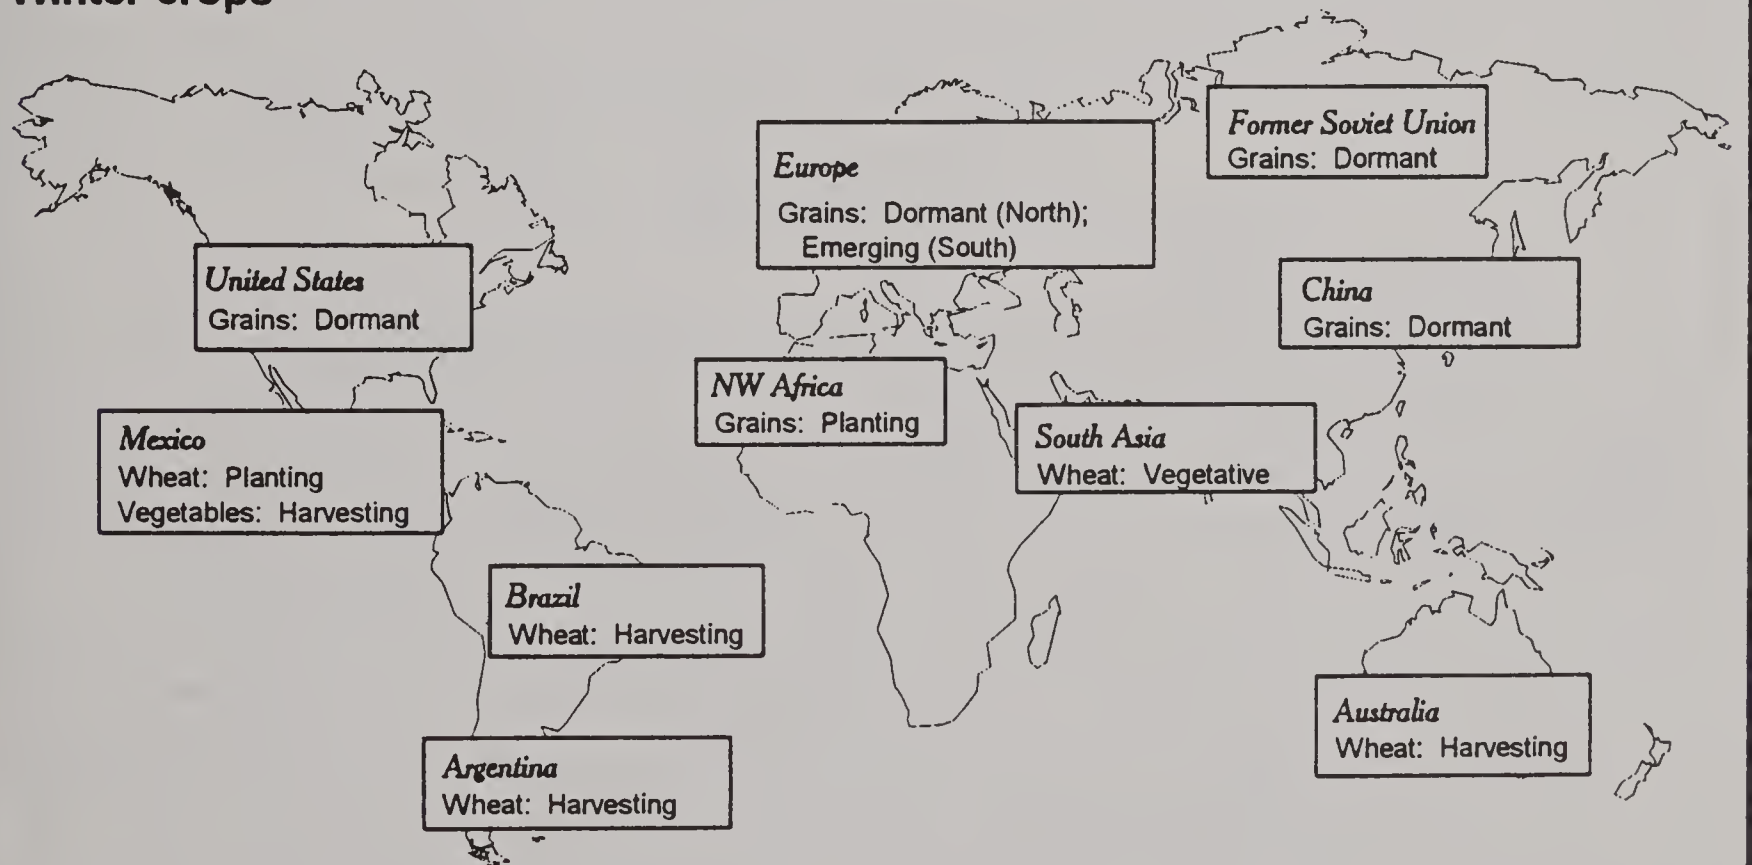 Winter crops
Former Soviet Union
Grains: Dormant
Europe
Grains: Dormant (North);
Emerging (South)
United States
Grains: Dormant
China
Grains: Dormant
NW Africa
Grains: Planting
South Asia
Wheat: Vegetative
Mexico
Wheat: Planting
Vegetables: Harvesting
Brazil
Wheat: Harvesting
Australia
Wheat: Harvesting
Argentina
Wheat: Harvesting